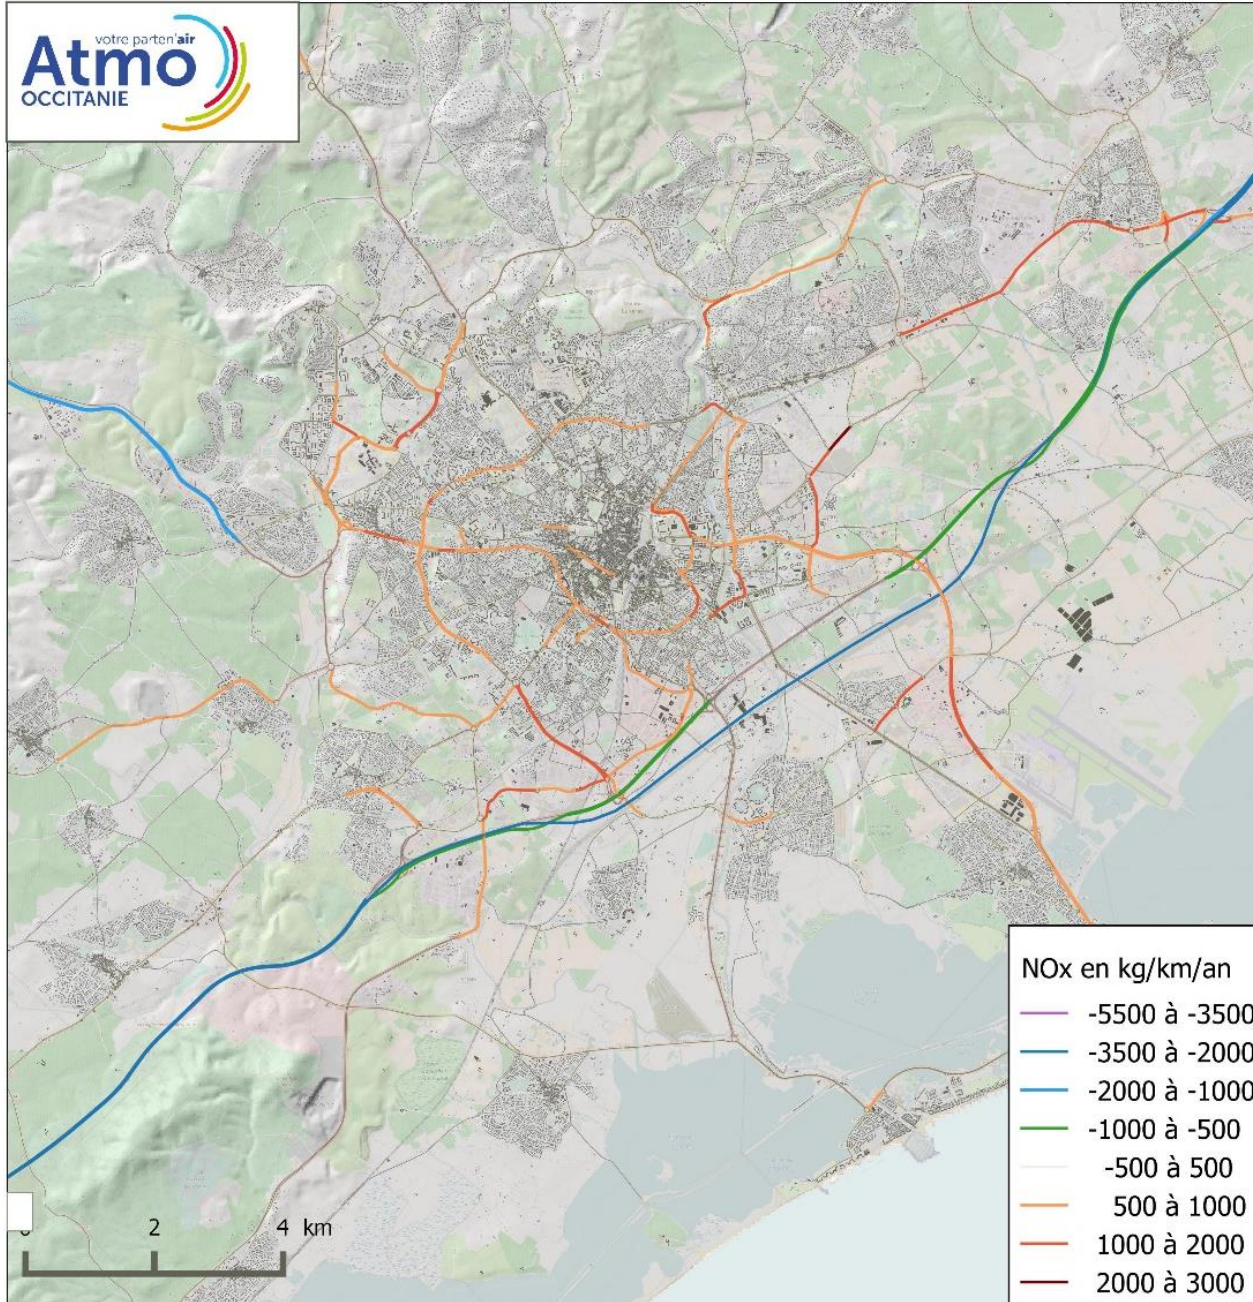 votre parten'air
Atmo
OCCITANIE
NOx en kg/km/an
-5500 à -3500
-3500 à -2000
-2000 à -1000
-1000 à -500
-500 à 500
500 à 1000
1000 à 2000
2000 à 3000
2 4 km